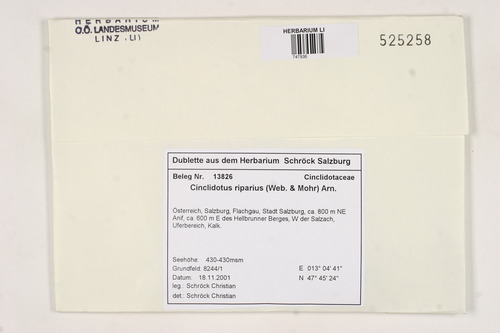 HERBARIUM
O.Ö. LANDESMUSEUM
LINZ (LI)
HERBARIUM LI
747936
525258
Dublette aus dem Herbarium Schröck Salzburg
Beleg Nr. 13826 Cinclidotaceae
Cinclidotus riparius (Web. & Mohr) Arn.
Österreich, Salzburg, Flachgau, Stadt Salzburg, ca. 800 m NE
Anif, ca. 600 m E des Hellbrunner Berges, W der Salzach,
Uferbereich, Kalk.
Seehöhe: 430-430msm
Grundfeld: 8244/1 E 013° 04' 41"
Datum: 18.11.2001 N 47° 45' 24"
leg.: Schröck Christian
det.: Schröck Christian